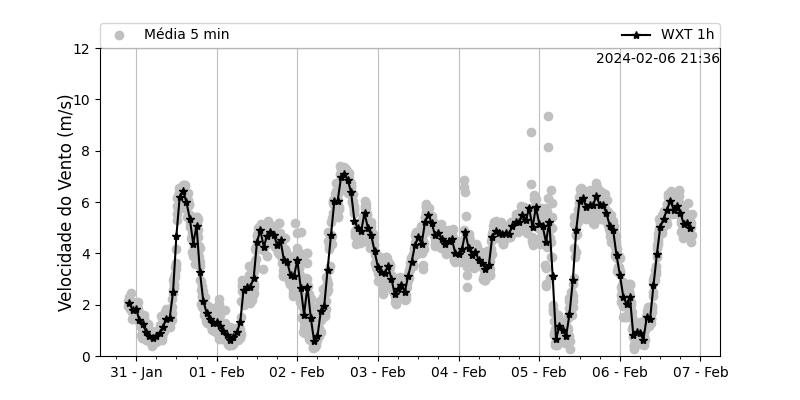 Média 5 min
WXT 1h
2024-02-06 21:36
Velocidade do Vento (m/s)
12
10
8
6
4
2
0
31 - Jan
01 - Feb
02 - Feb
03 - Feb
04 - Feb
05 - Feb
06 - Feb
07 - Feb